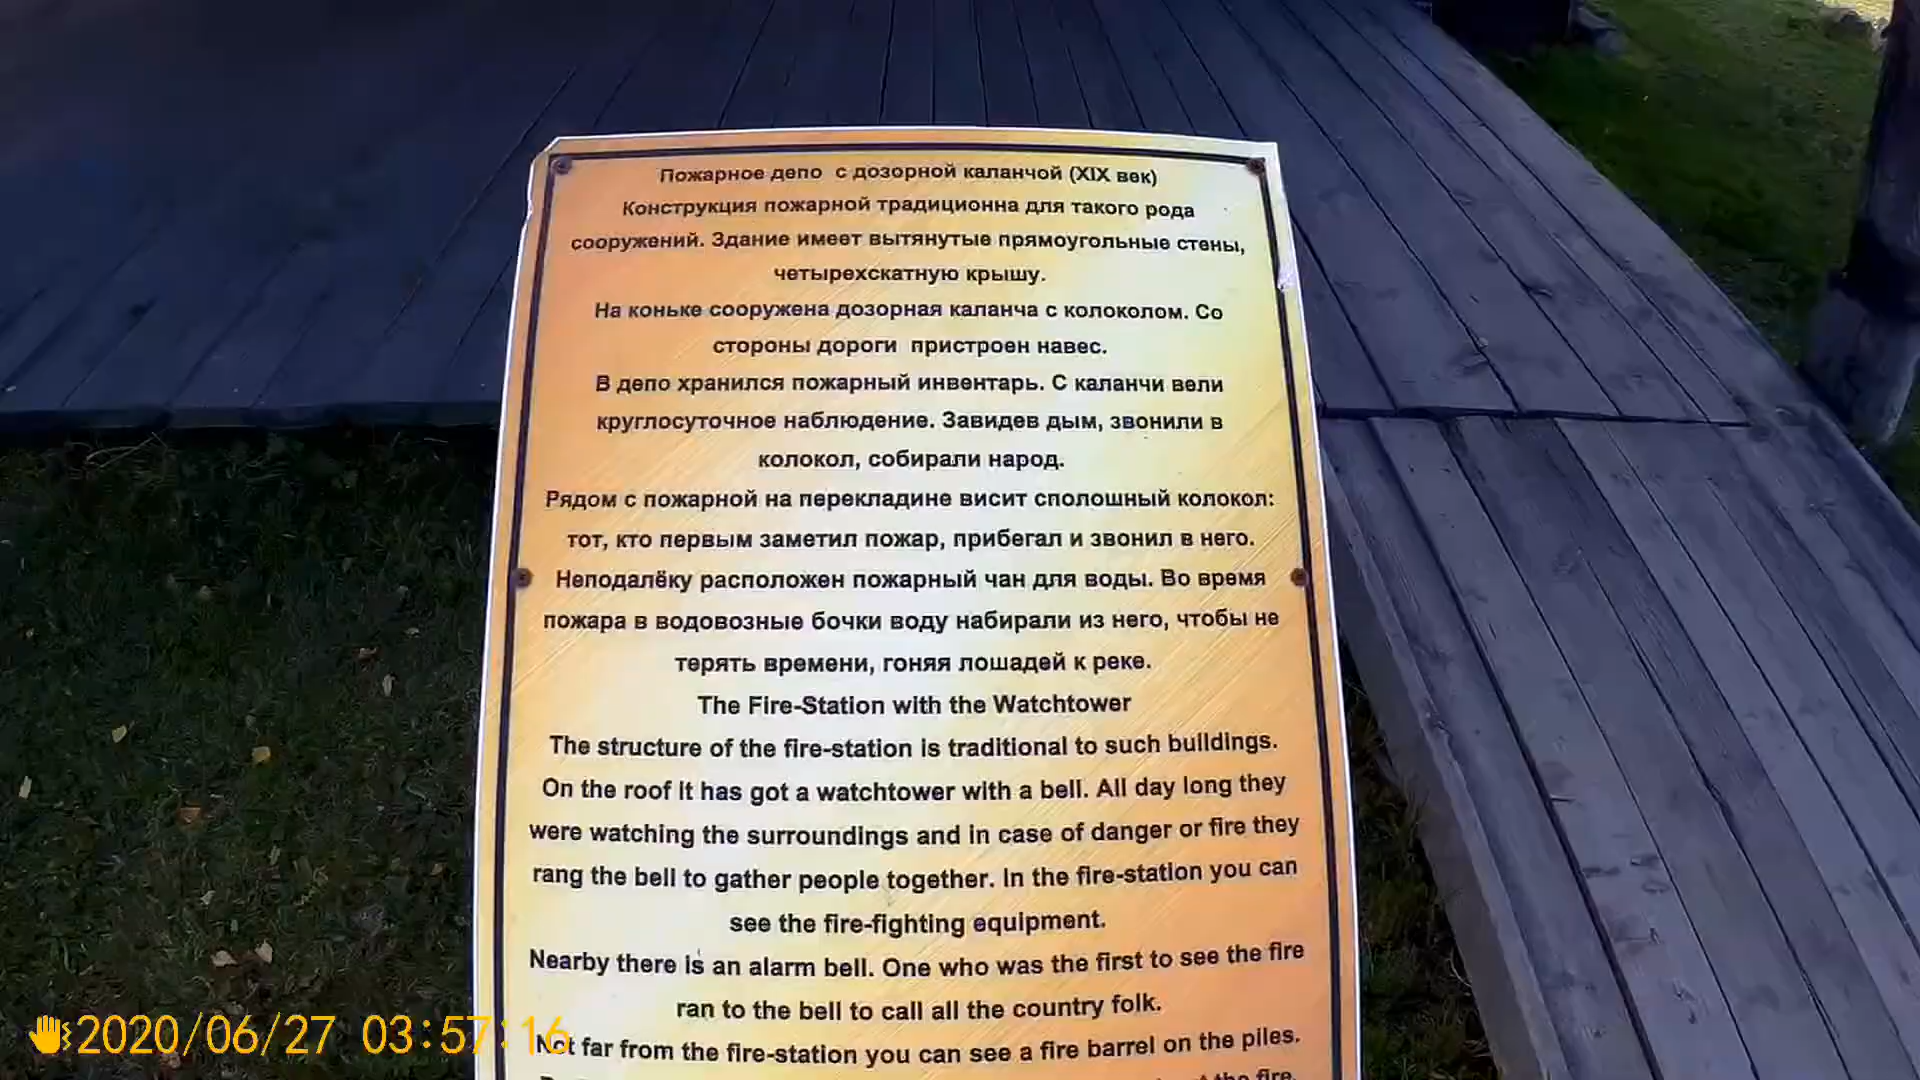 Пожарное депо с дозорной каланчой (XIX век)
Конструкция пожарной традиционна для такого рода
сооружений. Здание имеет вытянутые прямоугольные стены,
четырехскатную крышу.
На коньке сооружена дозорная каланча с колоколом. Со
стороны дороги пристроен навес.
В депо хранился пожарный инвентарь. С каланчи вели
круглосуточное наблюдение. Завидев дым, звонили в
колокол, собирали народ.
Рядом с пожарной на перекладине висит сполошный колокол:
тот, кто первым заметил пожар, прибегал и звонил в него.
Неподалёку расположен пожарный чан для воды. Во время
пожара в водовозные бочки воду набирали из него, чтобы не
терять времени, гоняя лошадей к реке.
The Fire-Station with the Watchtower
The structure of the fire-station is traditional to such buildings.
On the roof it has got a watchtower with a bell. All day long they
were watching the surroundings and in case of danger or fire they
rang the bell to gather people together. In the fire-station you can
see the fire-fighting equipment.
Nearby there is an alarm bell. One who was the first to see the fire
ran to the bell to call all the country folk.
Not far from the fire-station you can see a fire barrel on the piles.
the fire.
2020/06/27 03:57:16